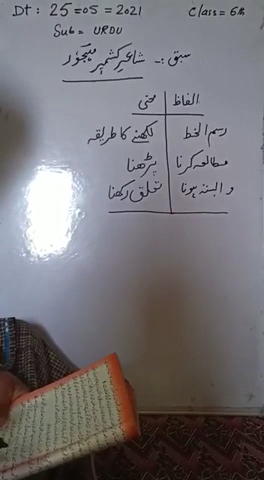 Dt: 25=05=2021 Class= 6th
Sub= URDU
سبق :- شاعرِ کشمیر مہجور
الفاظ معنی
رسم الخط لکھنے کا طریقہ
مطالعہ کرنا پڑھنا
وابستہ ہونا تعلق رکھنا